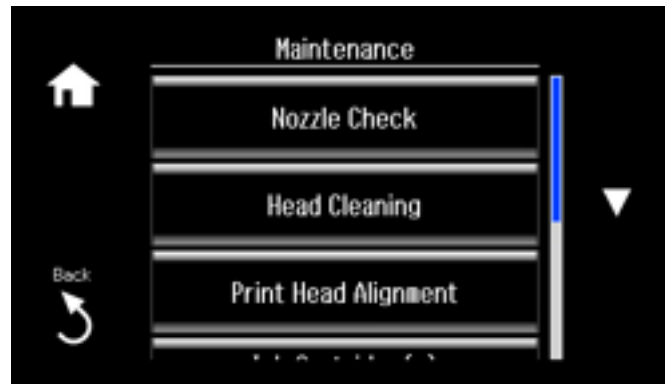 Maintenance
Nozzle Check
Head Cleaning
Back
Print Head Alignment